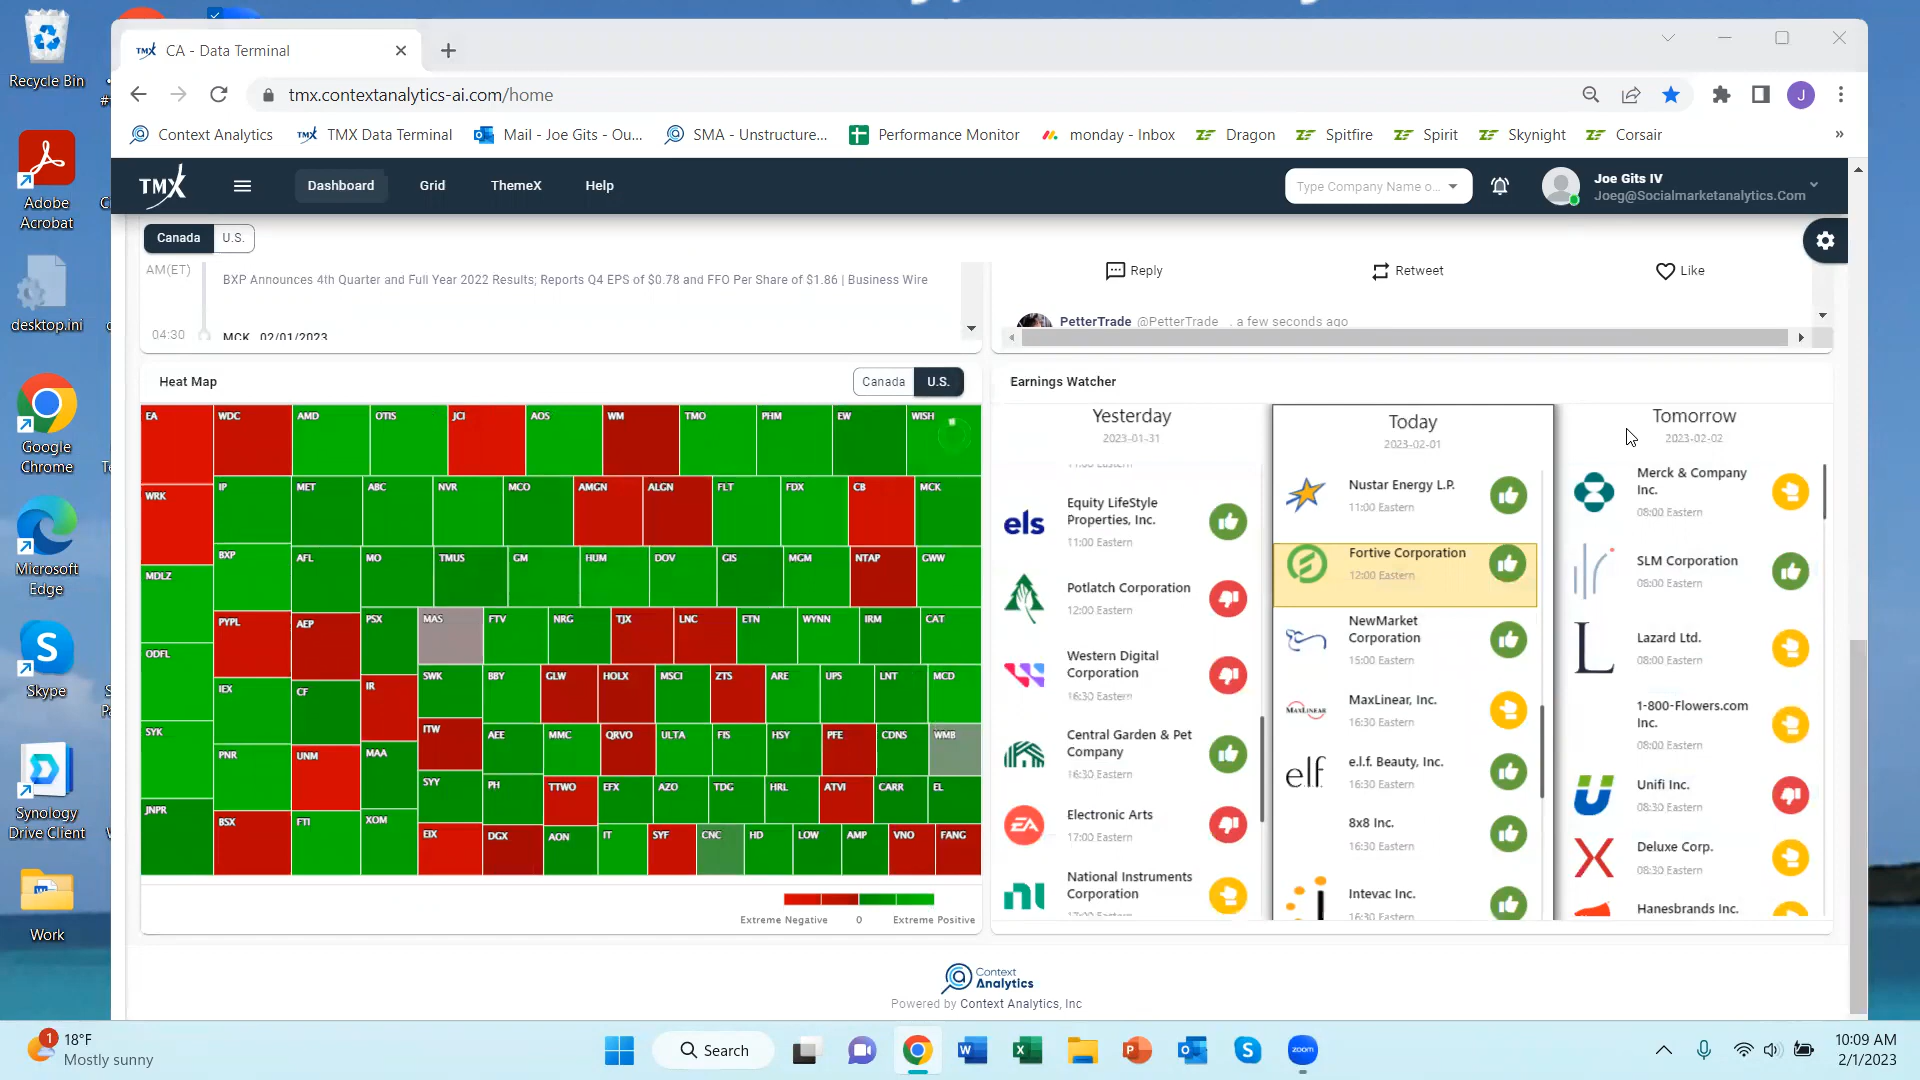 Recycle Bin
Adobe
Acrobat
desktop.ini
Google
Chrome
Microsoft
Edge
Skype
Synology
Drive Client
Work
TMX CA - Data Terminal
tmx.contextanalytics-ai.com/home
J
Context Analytics
TMX TMX Data Terminal
Mail - Joe Gits - Ou...
SMA - Unstructure...
Performance Monitor
monday - Inbox
Dragon
Spitfire
Spirit
Skynight
Corsair
»
TMX
Dashboard
Grid
ThemeX
Help
Type Company Name o...
Joe Gits IV
Joeg@Socialmarketanalytics.Com
Canada U.S.
AM(ET)
BXP Announces 4th Quarter and Full Year 2022 Results; Reports Q4 EPS of $0.78 and FFO Per Share of $1.86 | Business Wire
04:30
MCK 02/01/2023
Reply
Retweet
Like
PetterTrade @PetterTrade . a few seconds ago
Heat Map
Canada U.S.
EA WDC AMD OTIS JCI AOS WM TMO PHM EW WISH
WRK IP MET ABC NVR MCO AMGN ALGN FLT FDX CB MCK
MDLZ BXP AFL MO TMUS GM HUM DOV GIS MGM NTAP GWW
ODFL PYPL AEP PSX MAS FTV NRG TJX LNC ETN WYNN IRM CAT
IEX CF IR SWK BBY GLW HOLX MSCI ZTS ARE UPS LNT MCD
SYK PNR UNM MAA ITW AEE MMC QRVO ULTA FIS HSY PFE CDNS WMB
SYY PH TTWO EFX AZO TDG HRL ATVI CARR EL
JNPR BSX FTI XOM EIX DGX AON IT SYF CNC HD LOW AMP VNO FANG
Extreme Negative 0 Extreme Positive
Earnings Watcher
Yesterday
2023-01-31
els
Equity LifeStyle
Properties, Inc.
11:00 Eastern
Potlatch Corporation
12:00 Eastern
Western Digital
Corporation
16:30 Eastern
Central Garden & Pet
Company
16:30 Eastern
EA
Electronic Arts
17:00 Eastern
National Instruments
Corporation
17:00 Eastern
Today
2023-02-01
Nustar Energy L.P.
11:00 Eastern
Fortive Corporation
12:00 Eastern
NewMarket
Corporation
15:00 Eastern
MAXLINEAR
MaxLinear, Inc.
16:30 Eastern
elf
e.l.f. Beauty, Inc.
16:30 Eastern
8x8 Inc.
16:30 Eastern
Intevac Inc.
16:30 Eastern
Tomorrow
2023-02-02
Merck & Company
Inc.
08:00 Eastern
SLM Corporation
08:00 Eastern
L
Lazard Ltd.
08:00 Eastern
1-800-Flowers.com
Inc.
08:00 Eastern
Unifi Inc.
08:30 Eastern
Deluxe Corp.
08:30 Eastern
Hanesbrands Inc.
Context
Analytics
Powered by Context Analytics, Inc
1
18°F
Mostly sunny
Search
zoom
10:09 AM
2/1/2023